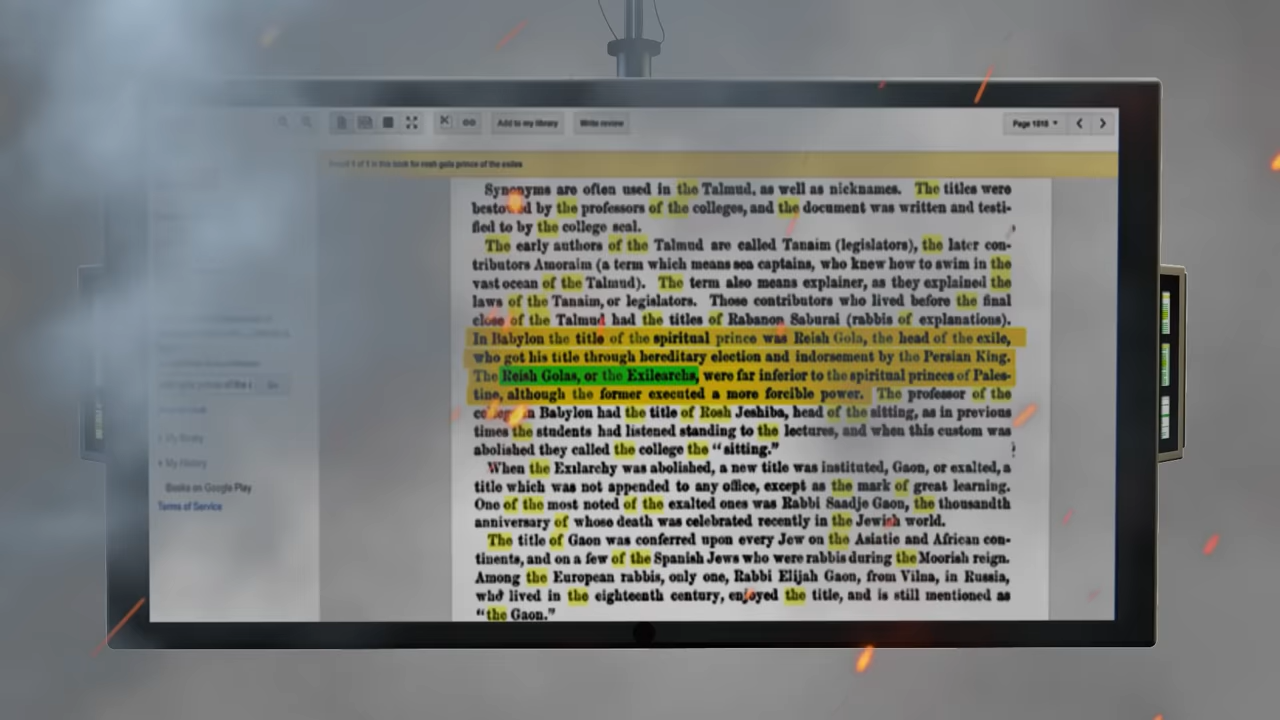 Add to my library
Write review
Page 1018
1 of 1 in this book for reish gola prince of the exiles
Synonyms are often used in the Talmud, as well as nicknames. The titles were
bestowed by the professors of the colleges, and the document was written and testi-
fied to by the college seal.
The early authors of the Talmud are called Tanaim (legislators), the later con-
tributors Amoraim (a term which means sea captains, who knew how to swim in the
vast ocean of the Talmud). The term also means explainer, as they explained the
laws of the Tanaim, or legislators. Those contributors who lived before the final
close of the Talmud had the titles of Rabanon Saburai (rabbis of explanations).
In Babylon the title of the spiritual prince was Reish Gola, the head of the exile,
who got his title through hereditary election and indorsement by the Persian King.
The Reish Golas, or the Exilearchs, were far inferior to the spiritual princes of Pales-
tine, although the former executed a more forcible power. The professor of the
college in Babylon had the title of Rosh Jeshiba, head of the sitting, as in previous
times the students had listened standing to the lectures, and when this custom was
abolished they called the college the "sitting."
When the Exilarchy was abolished, a new title was instituted, Gaon, or exalted, a
title which was not appended to any office, except as the mark of great learning.
One of the most noted of the exalted ones was Rabbi Saadje Gaon, the thousandth
anniversary of whose death was celebrated recently in the Jewish world.
The title of Gaon was conferred upon every Jew on the Asiatic and African con-
tinents, and on a few of the Spanish Jews who were rabbis during the Moorish reign.
Among the European rabbis, only one, Rabbi Elijah Gaon, from Vilna, in Russia,
who lived in the eighteenth century, enjoyed the title, and is still mentioned as
"the Gaon."
My History
Books on Google Play
Terms of Service